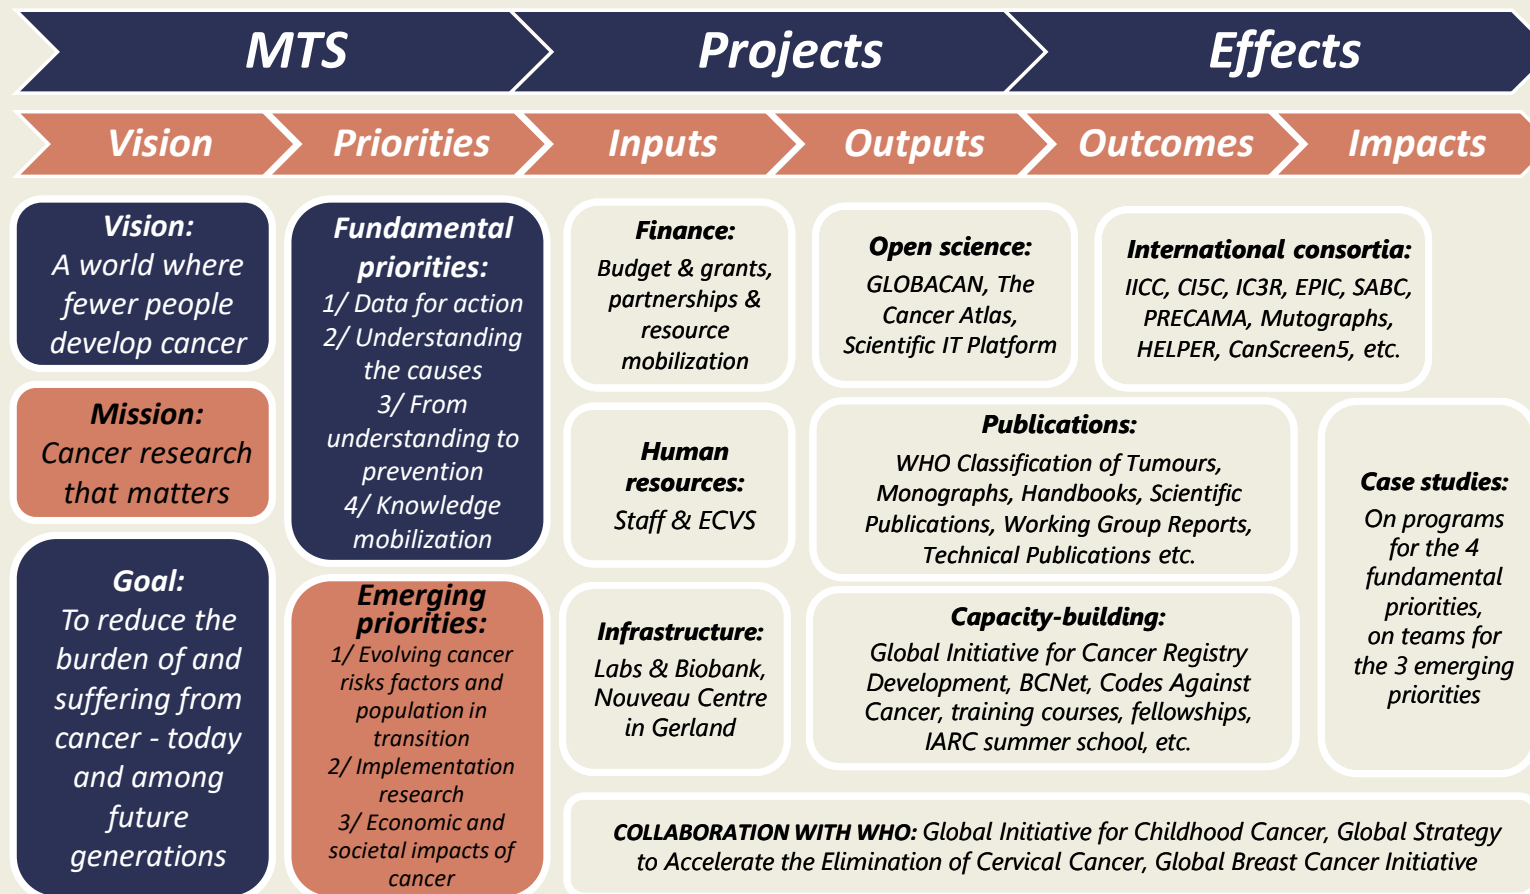 MTS
Projects
Effects
Vision
Priorities
Inputs
Outputs
Outcomes
Impacts
Vision:
A world where
fewer people
develop cancer
Mission:
Cancer research
that matters
Goal:
To reduce the
burden of and
suffering from
cancer - today
and among
future
generations
Fundamental
priorities:
1/ Data for action
2/ Understanding
the causes
3/ From
understanding to
prevention
4/ Knowledge
mobilization
Emerging
priorities:
1/ Evolving cancer
risks factors and
population in
transition
2/ Implementation
research
3/ Economic and
societal impacts of
cancer
Finance:
Budget & grants,
partnerships &
resource
mobilization
Human
resources:
Staff & ECVS
Infrastructure:
Labs & Biobank,
Nouveau Centre
in Gerland
Open science:
GLOBACAN, The
Cancer Atlas,
Scientific IT Platform
International consortia:
IICC, CI5C, IC3R, EPIC, SABC,
PRECAMA, Mutographs,
HELPER, CanScreen5, etc.
Publications:
WHO Classification of Tumours,
Monographs, Handbooks, Scientific
Publications, Working Group Reports,
Technical Publications etc.
Capacity-building:
Global Initiative for Cancer Registry
Development, BCNet, Codes Against
Cancer, training courses, fellowships,
IARC summer school, etc.
Case studies:
On programs
for the 4
fundamental
priorities,
on teams for
the 3 emerging
priorities
COLLABORATION WITH WHO: Global Initiative for Childhood Cancer, Global Strategy
to Accelerate the Elimination of Cervical Cancer, Global Breast Cancer Initiative